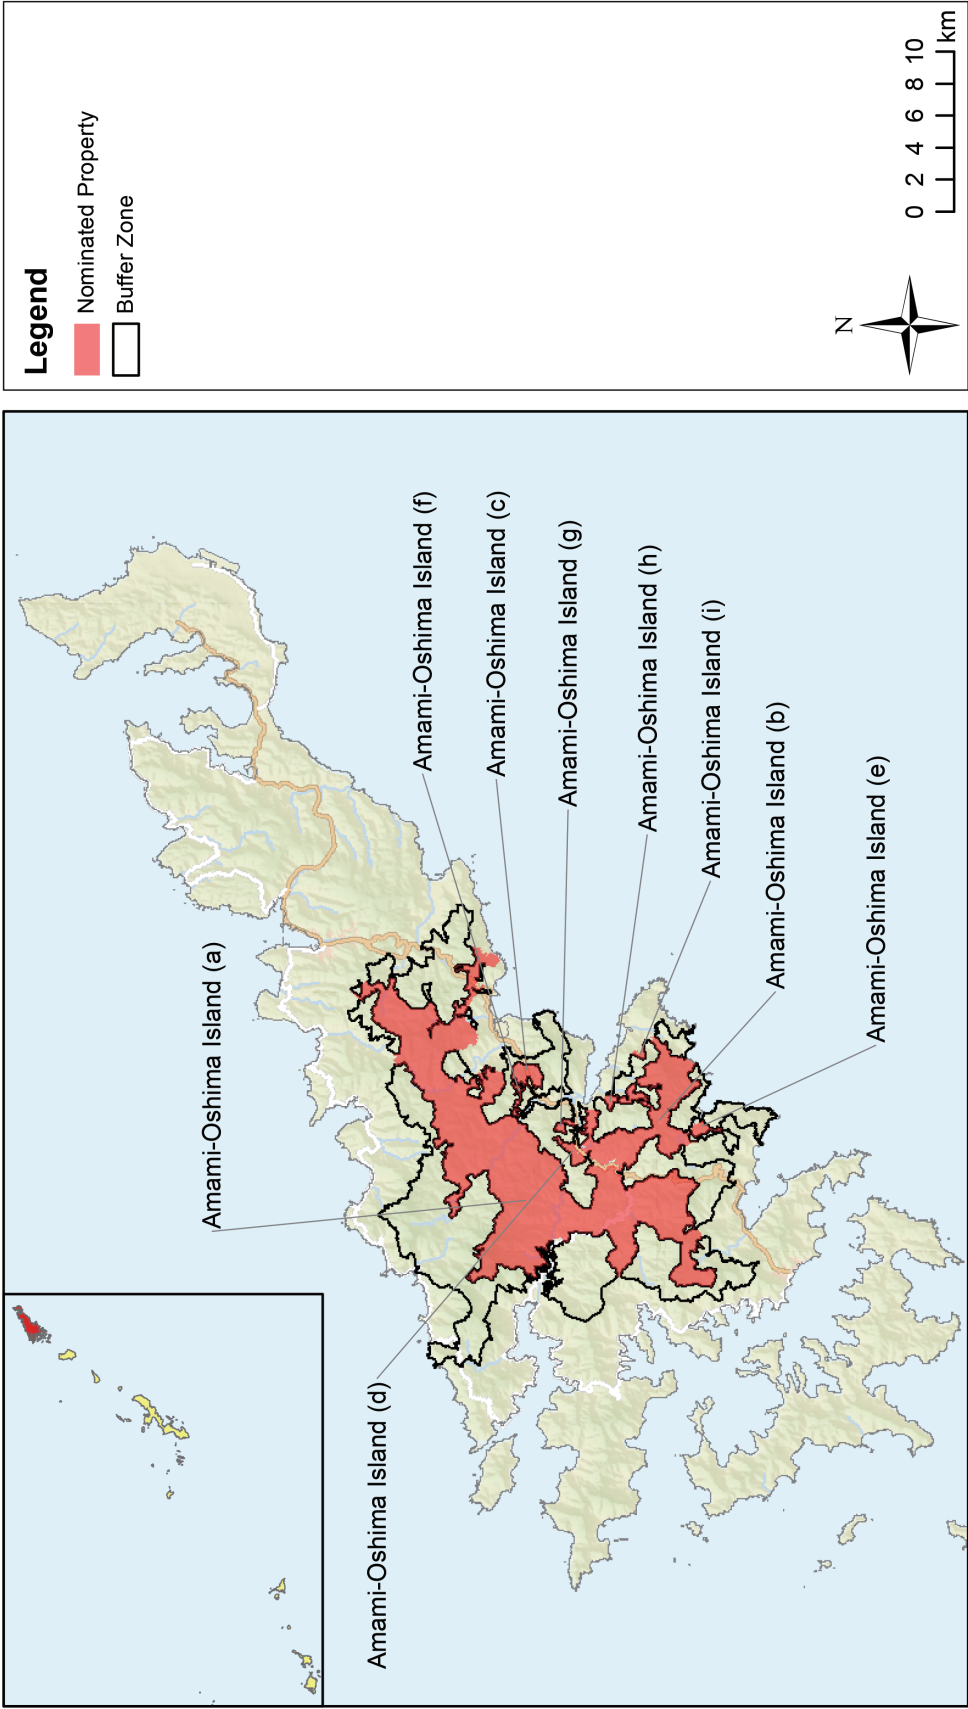 Amami-Oshima Island (a)
Amami-Oshima Island (d)
Amami-Oshima Island (f)
Amami-Oshima Island (c)
Amami-Oshima Island (g)
Amami-Oshima Island (h)
Amami-Oshima Island (i)
Amami-Oshima Island (b)
Amami-Oshima Island (e)
Legend
Nominated Property
Buffer Zone
N
0 2 4 6 8 10
km